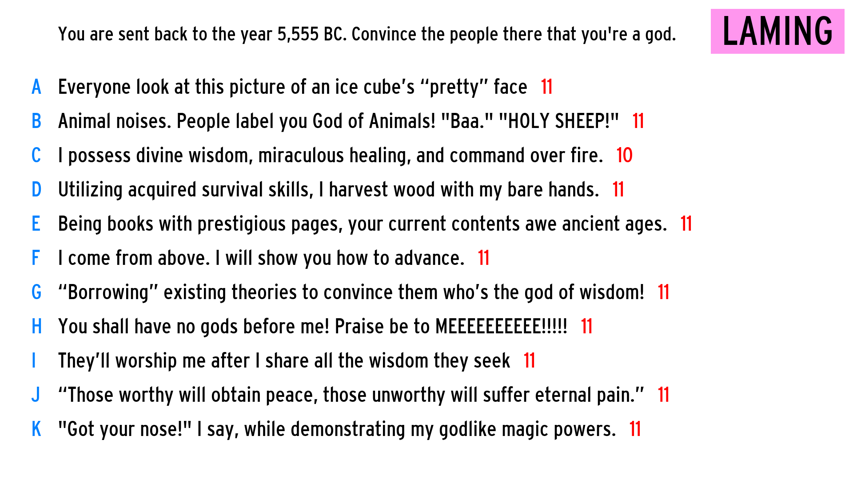 You are sent back to the year 5,555 BC. Convince the people there that you're a god.
LAMING
A Everyone look at this picture of an ice cube’s “pretty” face 11
B Animal noises. People label you God of Animals! "Baa." "HOLY SHEEP!" 11
C I possess divine wisdom, miraculous healing, and command over fire. 10
D Utilizing acquired survival skills, I harvest wood with my bare hands. 11
E Being books with prestigious pages, your current contents awe ancient ages. 11
F I come from above. I will show you how to advance. 11
G “Borrowing” existing theories to convince them who’s the god of wisdom! 11
H You shall have no gods before me! Praise be to MEEEEEEEEEE!!!!! 11
I They’ll worship me after I share all the wisdom they seek 11
J “Those worthy will obtain peace, those unworthy will suffer eternal pain.” 11
K "Got your nose!" I say, while demonstrating my godlike magic powers. 11